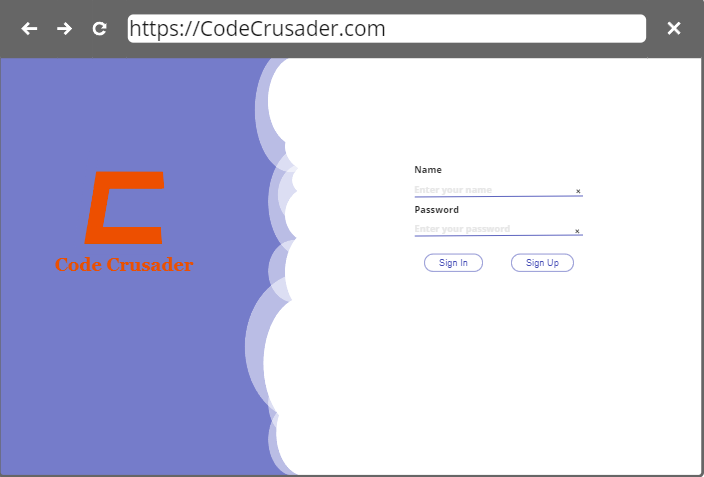 https://CodeCrusader.com
Code Crusader
Name
Enter your name
Password
Enter your password
Sign In
Sign Up